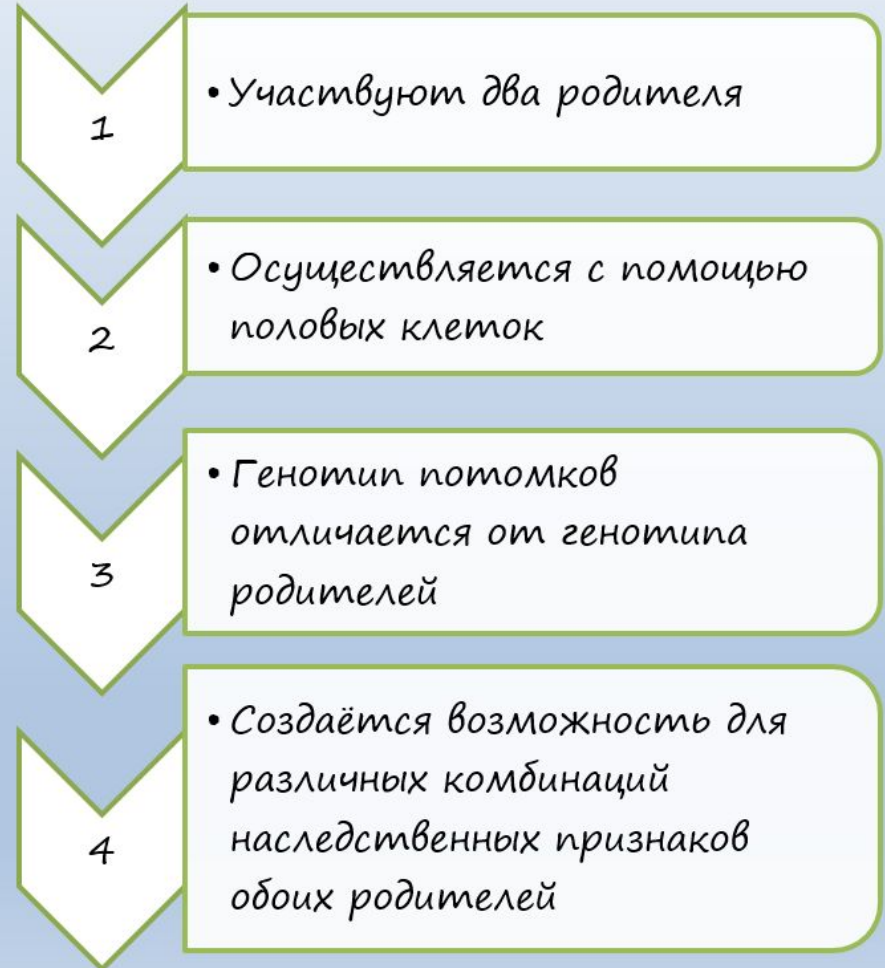 1
• Участвуют два родителя
2
• Осуществляется с помощью
половых клеток
3
• Генотип потомков
отличается от генотипа
родителей
4
• Создаётся возможность для
различных комбинаций
наследственных признаков
обоих родителей